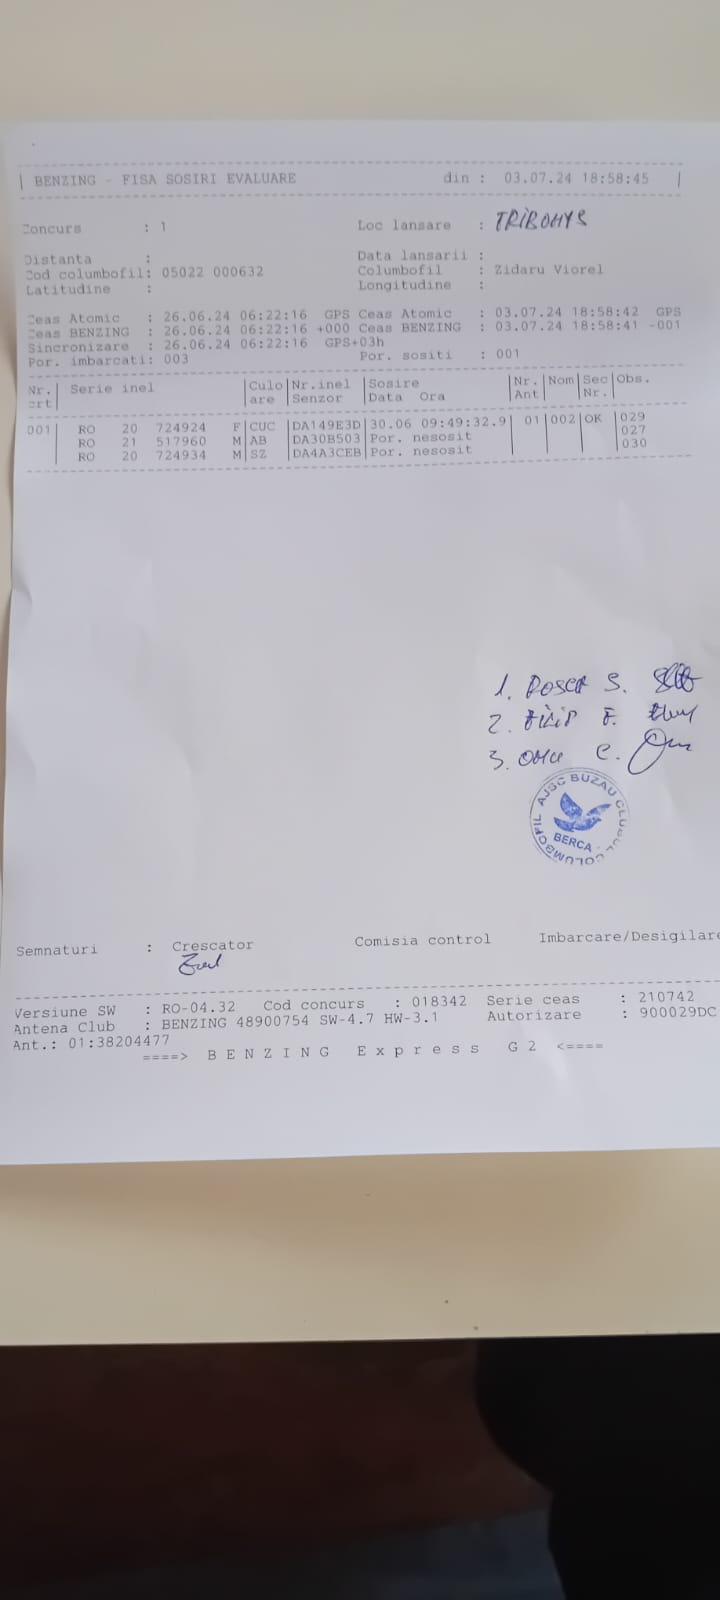 | BENZING - FISA SOSIRI EVALUARE din : 03.07.24 18:58:45 |
Concurs : 1 Loc lansare : TRIBOHYS
Distanta : Data lansarii :
Cod columbofil: 05022 000632 Columbofil : Zidaru Viorel
Latitudine : Longitudine :
Ceas Atomic : 26.06.24 06:22:16 GPS Ceas Atomic : 03.07.24 18:58:42 GPS
Ceas BENZING : 26.06.24 06:22:16 +000 Ceas BENZING : 03.07.24 18:58:41 -001
Sincronizare : 26.06.24 06:22:16 GPS+03h
Por. imbarcati: 003 Por. sositi : 001
Nr.| Serie inel |Culo|Nr.inel |Sosire |Nr.|Nom|Sec|Obs.
crt| |are |Senzor |Data Ora |Ant| |Nr.|
001| RO 20 724924 F|CUC |DA149E3D|30.06 09:49:32.9| 01|002|OK |029
RO 21 517960 M|AB |DA30B503|Por. nesosit |027
RO 20 724934 M|SZ |DA4A3CEB|Por. nesosit |030
1. S.
2. F.
3. C.
AJSC BUZAU CLUBUL COLUMBOFIL
BERCA
Semnaturi : Crescator Comisia control Imbarcare/Desigilare
Versiune SW : RO-04.32 Cod concurs : 018342 Serie ceas : 210742
Antena Club : BENZING 48900754 SW-4.7 HW-3.1 Autorizare : 900029DC
Ant.: 01:38204477
====> B E N Z I N G E x p r e s s G 2 <====